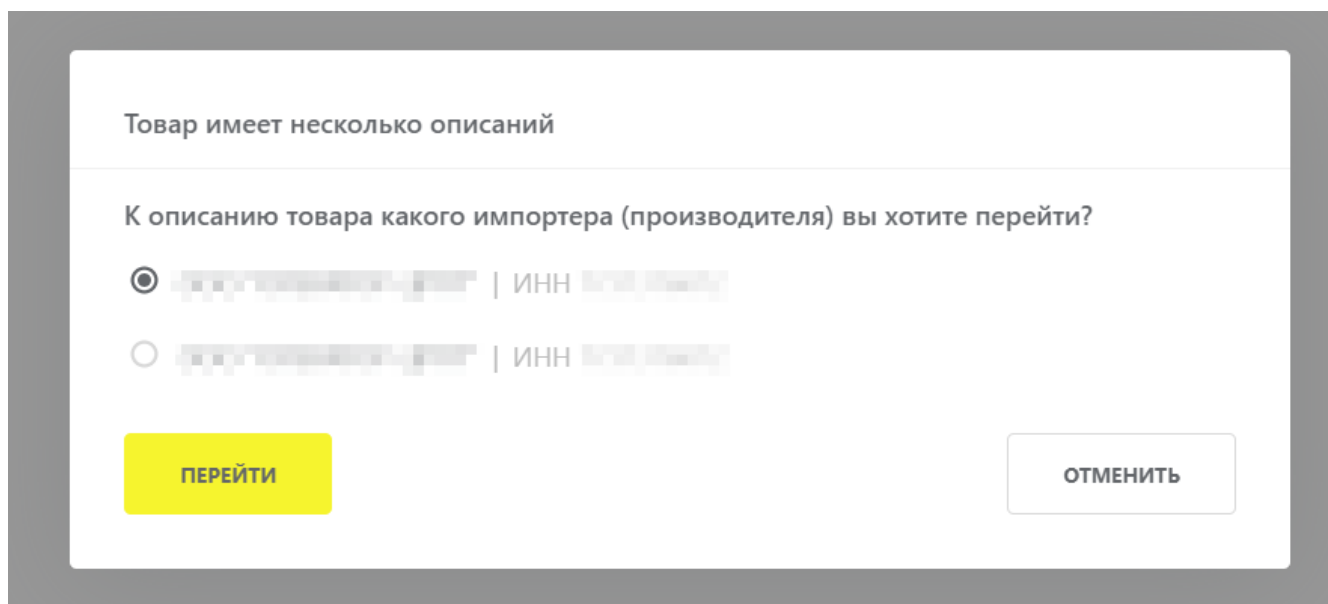 Товар имеет несколько описаний
К описанию товара какого импортера (производителя) вы хотите перейти?
| ИНН
| ИНН
ПЕРЕЙТИ
ОТМЕНИТЬ